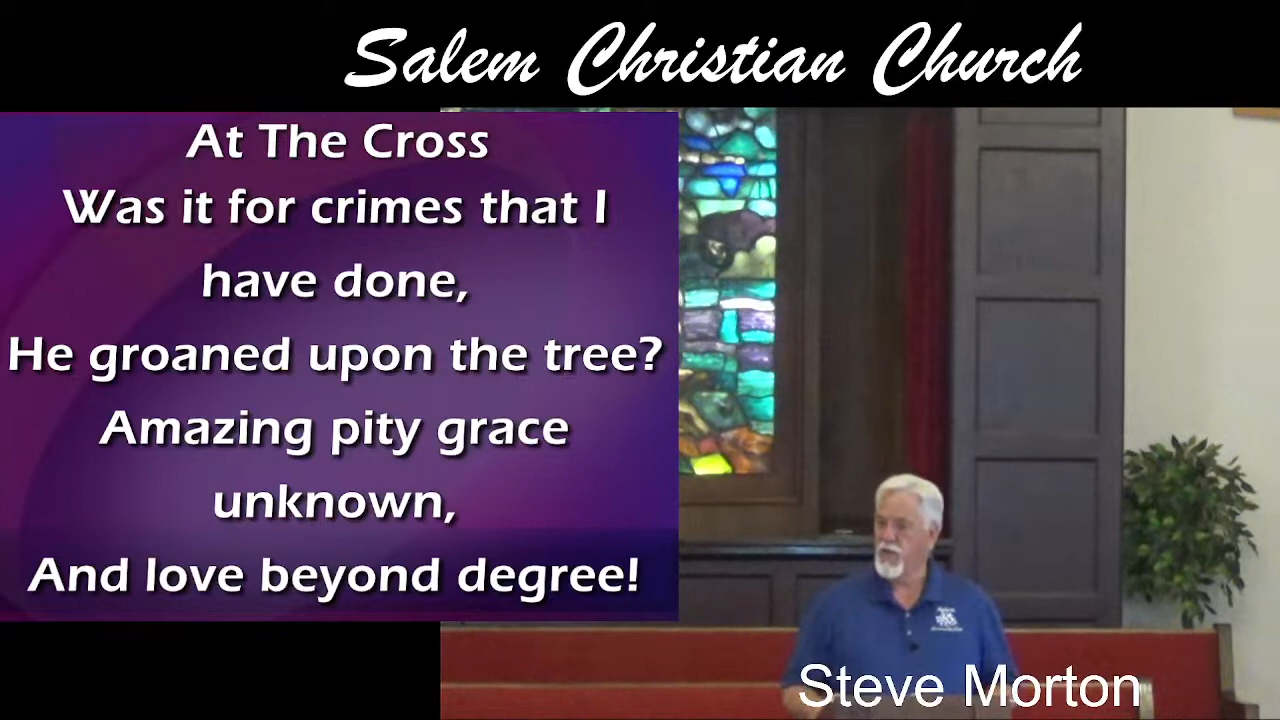 Salem Christian Church
At The Cross
Was it for crimes that I
have done,
He groaned upon the tree?
Amazing pity grace
unknown,
And love beyond degree!
Steve Morton